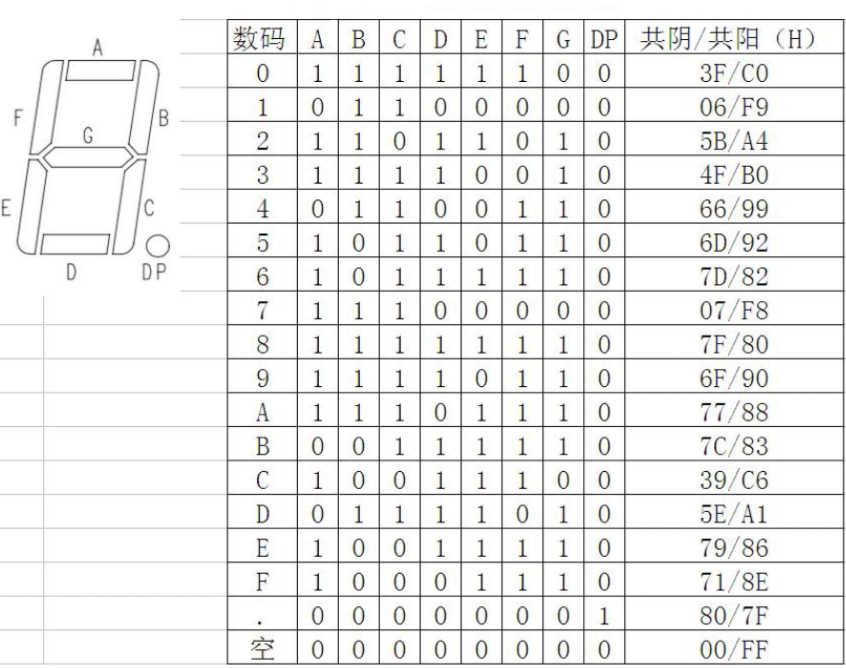 A
F
B
G
E
C
D
DP
数码 A B C D E F G DP 共阴/共阳 (H)
0 1 1 1 1 1 1 0 0 3F/C0
1 0 1 1 0 0 0 0 0 06/F9
2 1 1 0 1 1 0 1 0 5B/A4
3 1 1 1 1 0 0 1 0 4F/B0
4 0 1 1 0 0 1 1 0 66/99
5 1 0 1 1 0 1 1 0 6D/92
6 1 0 1 1 1 1 1 0 7D/82
7 1 1 1 0 0 0 0 0 07/F8
8 1 1 1 1 1 1 1 0 7F/80
9 1 1 1 1 0 1 1 0 6F/90
A 1 1 1 0 1 1 1 0 77/88
B 0 0 1 1 1 1 1 0 7C/83
C 1 0 0 1 1 1 0 0 39/C6
D 0 1 1 1 1 0 1 0 5E/A1
E 1 0 0 1 1 1 1 0 79/86
F 1 0 0 0 1 1 1 0 71/8E
. 0 0 0 0 0 0 0 1 80/7F
空 0 0 0 0 0 0 0 0 00/FF